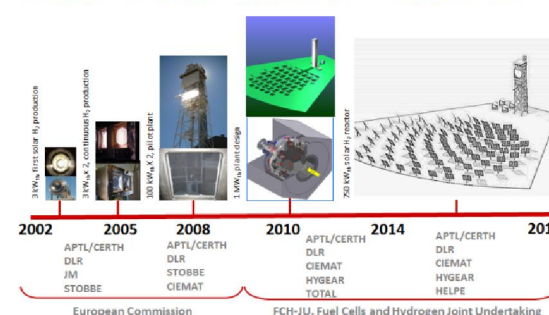 3 kWth first solar H2 production
3 kWth x 2, continuous H2 production
100 kWth X 2, pilot plant
1 MWth plant design
750 kWth solar H2 reactor
2002
2005
2008
2010
2014
201
APTL/CERTH
DLR
JM
STOBBE
APTL/CERTH
DLR
STOBBE
CIEMAT
APTL/CERTH
DLR
CIEMAT
HYGEAR
TOTAL
APTL/CERTH
DLR
CIEMAT
HYGEAR
HELPE
European Commission
FCH-JU, Fuel Cells and Hydrogen Joint Undertaking